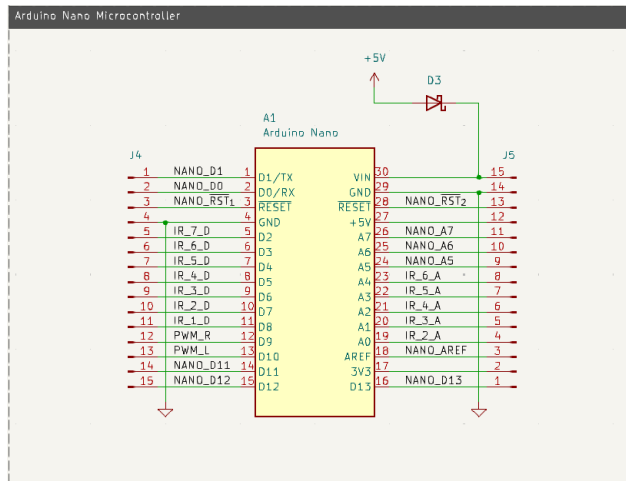 Arduino Nano Microcontroller
+5V
D3
A1
Arduino Nano
J4
J5
1 NANO_D1 1 D1/TX VIN 30 15
2 NANO_D0 2 D0/RX GND 29 14
3 NANO_RST1 3 RESET RESET 28 NANO_RST2 13
4 4 GND +5V 27 12
5 IR_7_D 5 D2 A7 26 NANO_A7 11
6 IR_6_D 6 D3 A6 25 NANO_A6 10
7 IR_5_D 7 D4 A5 24 NANO_A5 9
8 IR_4_D 8 D5 A4 23 IR_6_A 8
9 IR_3_D 9 D6 A3 22 IR_5_A 7
10 IR_2_D 10 D7 A2 21 IR_4_A 6
11 IR_1_D 11 D8 A1 20 IR_3_A 5
12 PWM_R 12 D9 A0 19 IR_2_A 4
13 PWM_L 13 D10 AREF 18 NANO_AREF 3
14 NANO_D11 14 D11 3V3 17 2
15 NANO_D12 15 D12 D13 16 NANO_D13 1